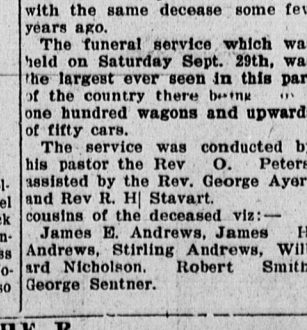 with the same decease some few
years ago.
The funeral service which wa
held on Saturday Sept. 29th, wa
the largest ever seen in this par
of the country there being
one hundred wagons and upward
of fifty cars.
The service was conducted b
his pastor the Rev O. Peters
assisted by the Rev. George Ayer
and Rev R. H| Stavart.
cousins of the deceased viz:—
James E. Andrews, James H
Andrews, Stirling Andrews, Will
ard Nicholson. Robert Smith
George Sentner.